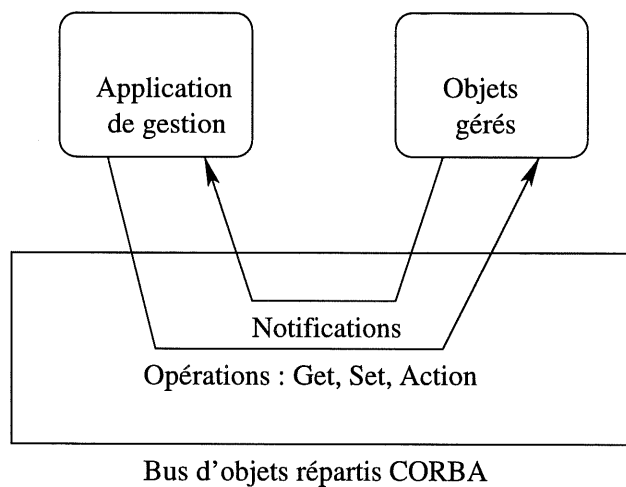 Application
de gestion
Objets
gérés
Notifications
Opérations : Get, Set, Action
Bus d'objets répartis CORBA